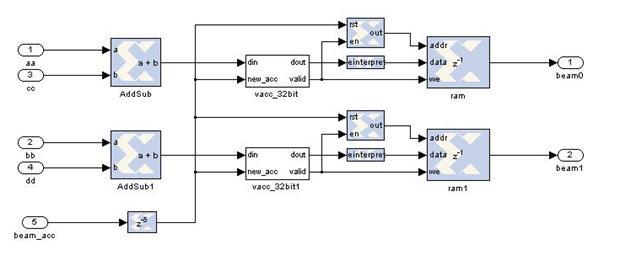 1
aa
3
cc
a
b
a + b
AddSub
din
new_acc
dout
valid
vacc_32bit
rst
en
out
einterpre
addr
data
we
z⁻¹
ram
1
beam0
2
bb
4
dd
a
b
a + b
AddSub1
din
new_acc
dout
valid
vacc_32bit1
rst
en
out
einterpre
addr
data
we
z⁻¹
ram1
2
beam1
5
beam_acc
z⁻⁵